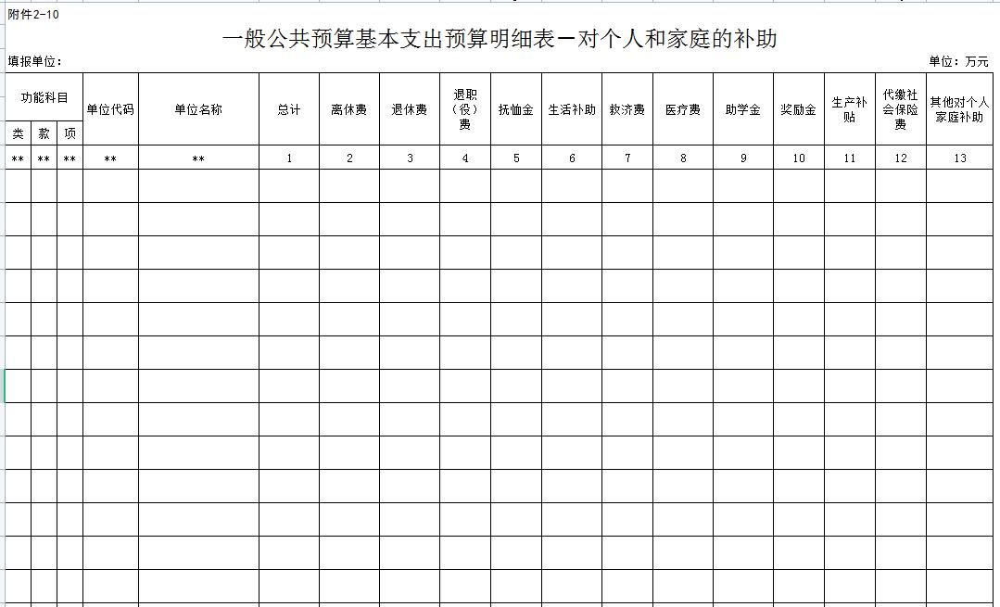 附件2-10
一般公共预算基本支出预算明细表－对个人和家庭的补助
填报单位： 单位：万元
功能科目 单位代码 单位名称 总计 离休费 退休费 退职（役）费 抚恤金 生活补助 救济费 医疗费 助学金 奖励金 生产补贴 代缴社会保险费 其他对个人家庭补助
类 款 项
** ** ** ** ** 1 2 3 4 5 6 7 8 9 10 11 12 13